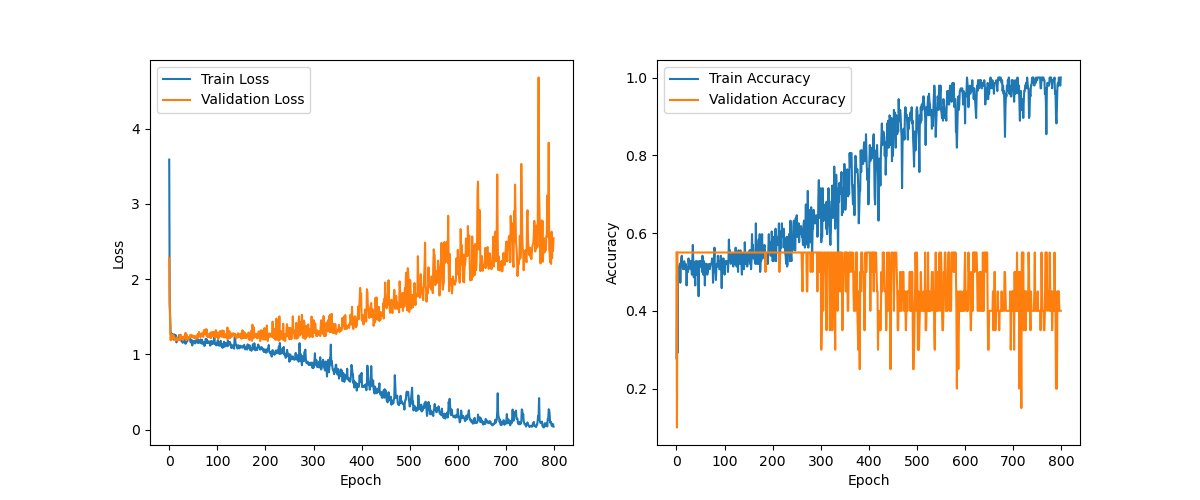 Train Loss
Validation Loss
4
3
2
1
0
Loss
0 100 200 300 400 500 600 700 800
Epoch
Train Accuracy
Validation Accuracy
1.0
0.8
0.6
0.4
0.2
Accuracy
0 100 200 300 400 500 600 700 800
Epoch